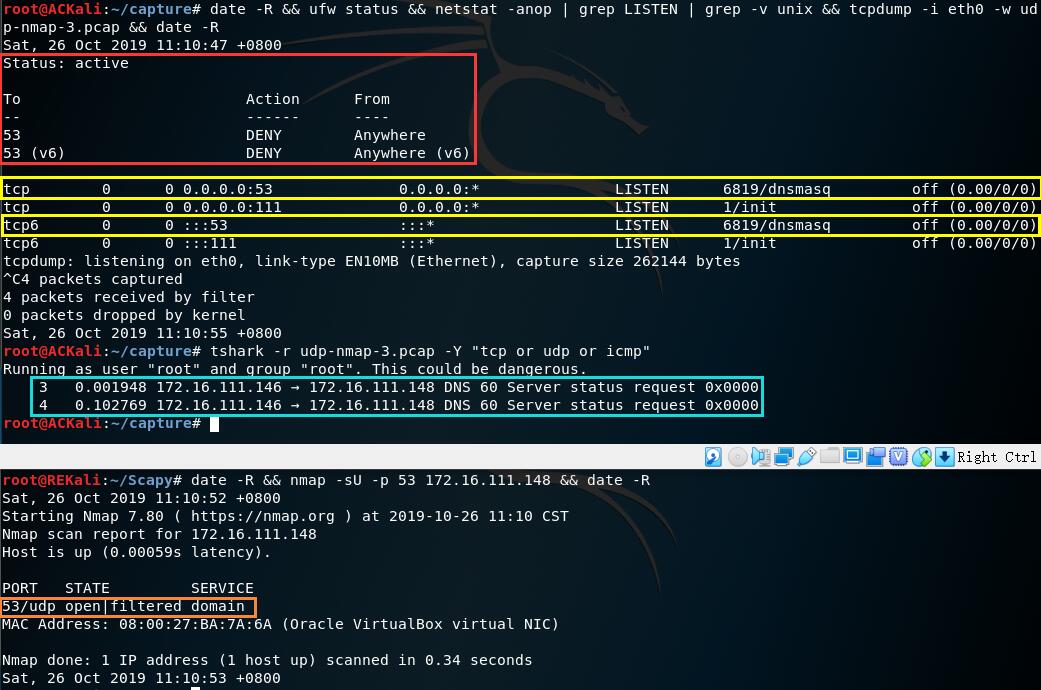 root@ACKali:~/capture# date -R && ufw status && netstat -anop | grep LISTEN | grep -v unix && tcpdump -i eth0 -w ud
p-nmap-3.pcap && date -R
Sat, 26 Oct 2019 11:10:47 +0800
Status: active
To                         Action      From
--                         ------      ----
53                         DENY        Anywhere
53 (v6)                    DENY        Anywhere (v6)
tcp        0      0 0.0.0.0:53              0.0.0.0:*               LISTEN      6819/dnsmasq         off (0.00/0/0)
tcp        0      0 0.0.0.0:111             0.0.0.0:*               LISTEN      1/init               off (0.00/0/0)
tcp6       0      0 :::53                   :::*                    LISTEN      6819/dnsmasq         off (0.00/0/0)
tcp6       0      0 :::111                  :::*                    LISTEN      1/init               off (0.00/0/0)
tcpdump: listening on eth0, link-type EN10MB (Ethernet), capture size 262144 bytes
^C4 packets captured
4 packets received by filter
0 packets dropped by kernel
Sat, 26 Oct 2019 11:10:55 +0800
root@ACKali:~/capture# tshark -r udp-nmap-3.pcap -Y "tcp or udp or icmp"
Running as user "root" and group "root". This could be dangerous.
    3   0.001948 172.16.111.146 → 172.16.111.148 DNS 60 Server status request 0x0000
    4   0.102769 172.16.111.146 → 172.16.111.148 DNS 60 Server status request 0x0000
root@ACKali:~/capture#
Right Ctrl
root@REKali:~/Scapy# date -R && nmap -sU -p 53 172.16.111.148 && date -R
Sat, 26 Oct 2019 11:10:52 +0800
Starting Nmap 7.80 ( https://nmap.org ) at 2019-10-26 11:10 CST
Nmap scan report for 172.16.111.148
Host is up (0.00059s latency).
PORT   STATE         SERVICE
53/udp open|filtered domain
MAC Address: 08:00:27:BA:7A:6A (Oracle VirtualBox virtual NIC)
Nmap done: 1 IP address (1 host up) scanned in 0.34 seconds
Sat, 26 Oct 2019 11:10:53 +0800